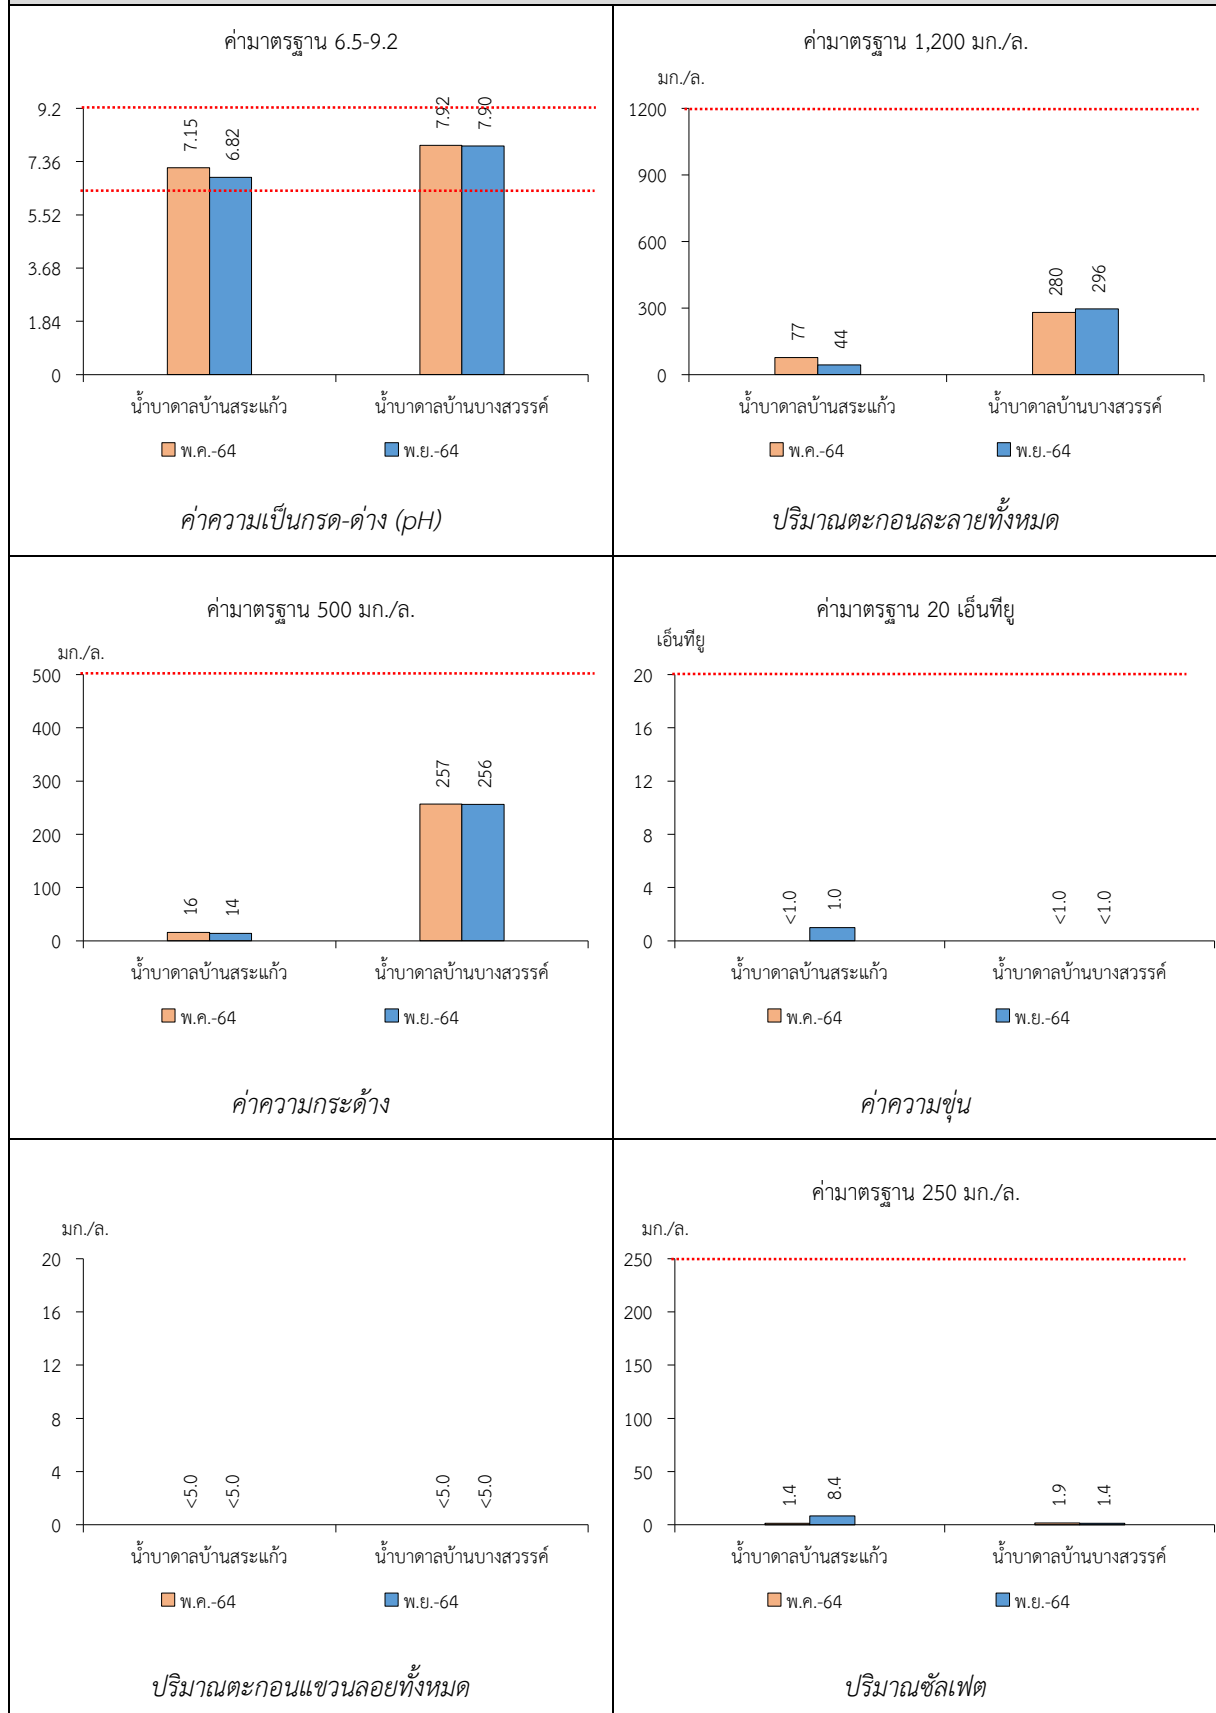 ค่ามาตรฐาน 6.5-9.2
9.2
7.36
5.52
3.68
1.84
0
7.15
6.82
7.92
7.90
น้ำบาดาลบ้านสระแก้ว
น้ำบาดาลบ้านบางสวรรค์
พ.ค.-64
พ.ย.-64
ค่าความเป็นกรด-ด่าง (pH)
ค่ามาตรฐาน 1,200 มก./ล.
มก./ล.
1200
900
600
300
0
77
44
280
296
น้ำบาดาลบ้านสระแก้ว
น้ำบาดาลบ้านบางสวรรค์
พ.ค.-64
พ.ย.-64
ปริมาณตะกอนละลายทั้งหมด
ค่ามาตรฐาน 500 มก./ล.
มก./ล.
500
400
300
200
100
0
16
14
257
256
น้ำบาดาลบ้านสระแก้ว
น้ำบาดาลบ้านบางสวรรค์
พ.ค.-64
พ.ย.-64
ค่าความกระด้าง
ค่ามาตรฐาน 20 เอ็นทียู
เอ็นทียู
20
16
12
8
4
0
<1.0
1.0
<1.0
<1.0
น้ำบาดาลบ้านสระแก้ว
น้ำบาดาลบ้านบางสวรรค์
พ.ค.-64
พ.ย.-64
ค่าความขุ่น
มก./ล.
20
16
12
8
4
0
<5.0
<5.0
<5.0
<5.0
น้ำบาดาลบ้านสระแก้ว
น้ำบาดาลบ้านบางสวรรค์
พ.ค.-64
พ.ย.-64
ปริมาณตะกอนแขวนลอยทั้งหมด
ค่ามาตรฐาน 250 มก./ล.
มก./ล.
250
200
150
100
50
0
1.4
8.4
1.9
1.4
น้ำบาดาลบ้านสระแก้ว
น้ำบาดาลบ้านบางสวรรค์
พ.ค.-64
พ.ย.-64
ปริมาณซัลเฟต